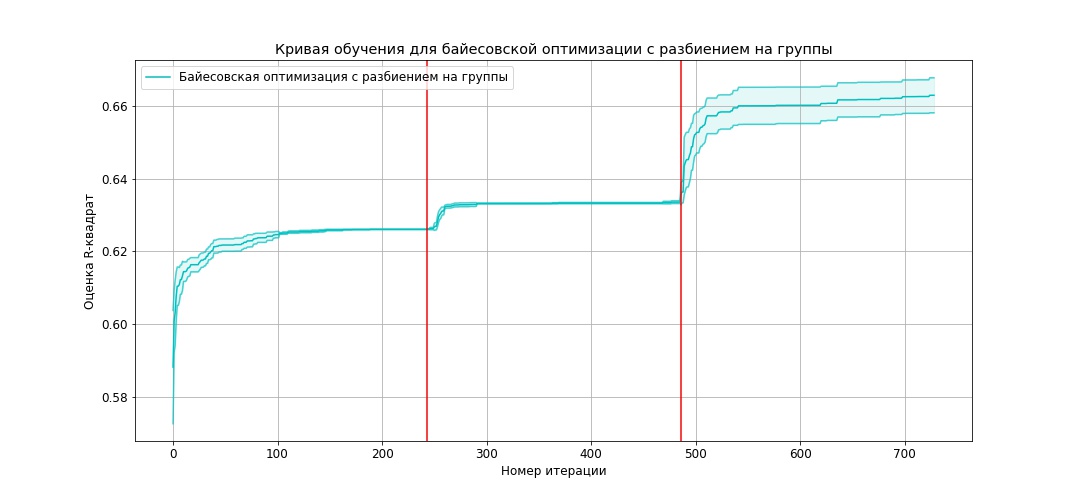 Кривая обучения для байесовской оптимизации с разбиением на группы
Байесовская оптимизация с разбиением на группы
0.66
0.64
0.62
0.60
0.58
Оценка R-квадрат
0 100 200 300 400 500 600 700
Номер итерации